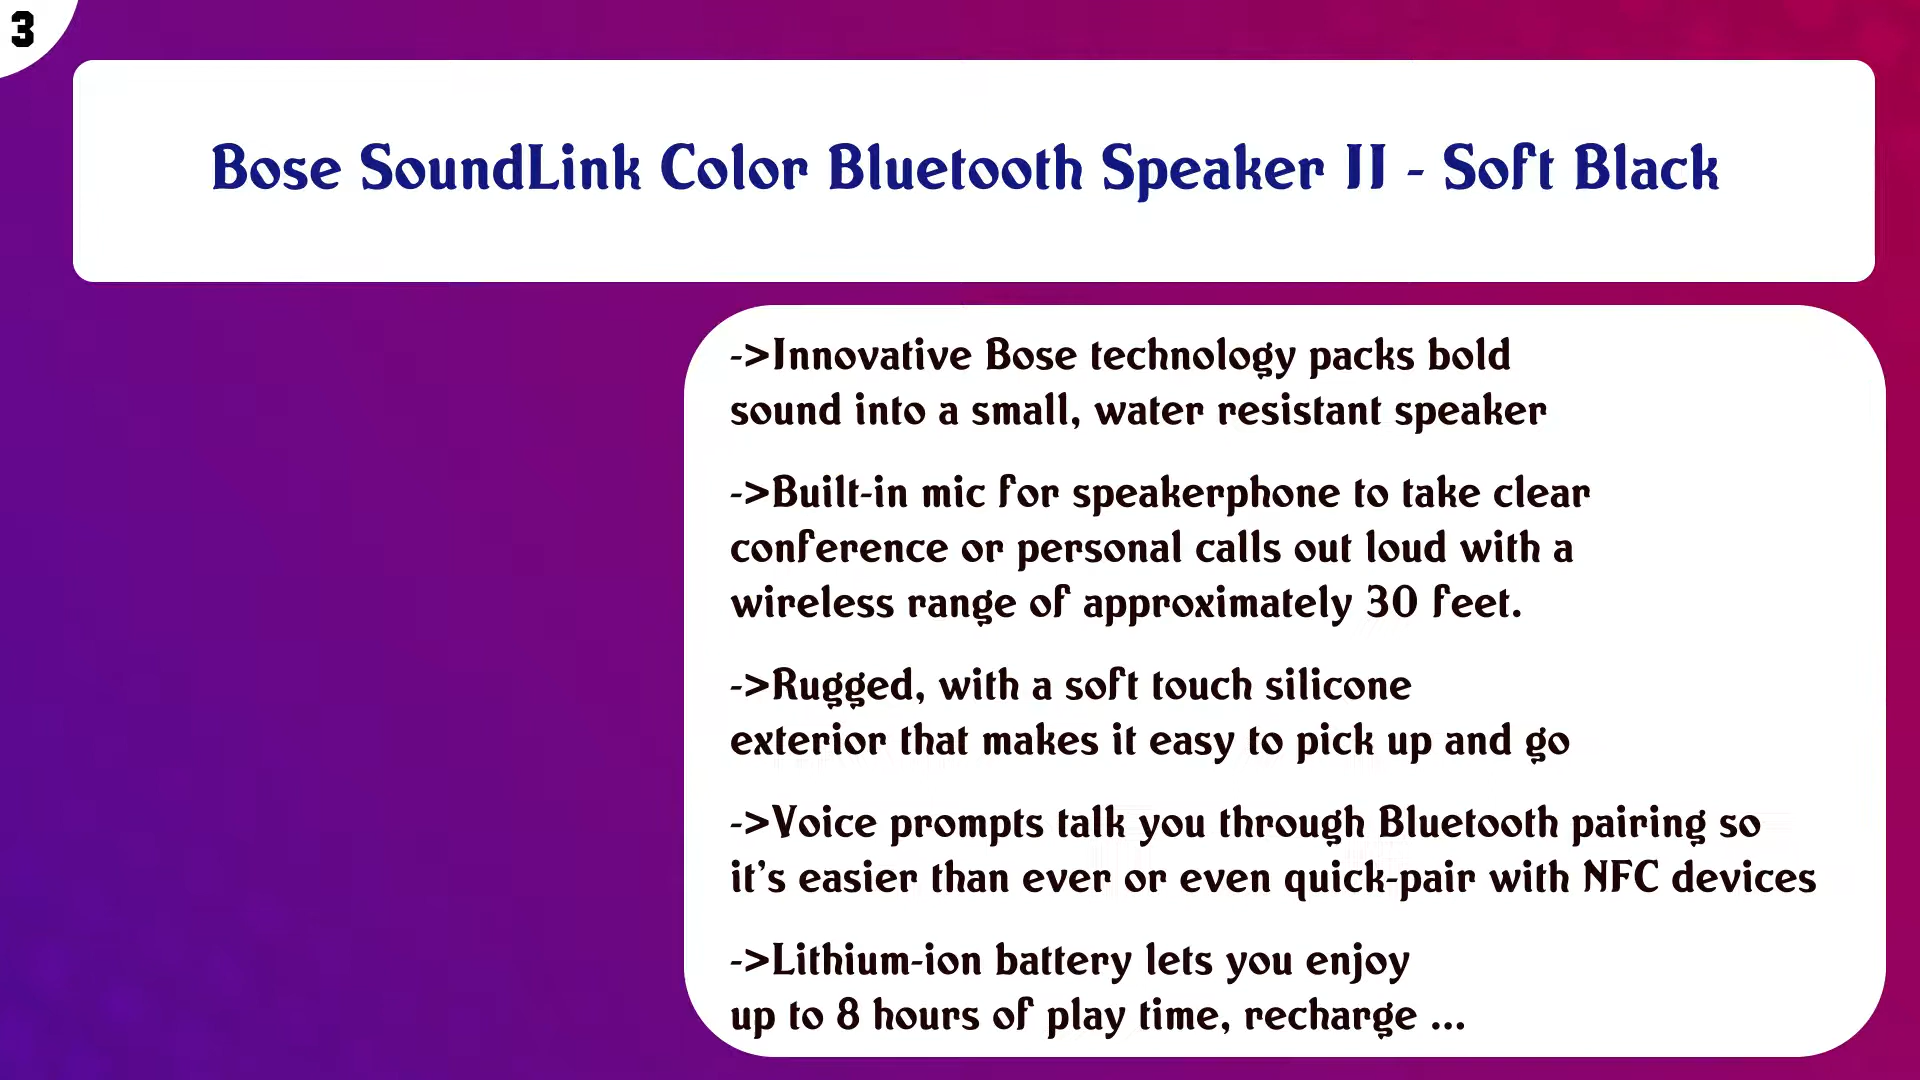 3
Bose SoundLink Color Bluetooth Speaker II - Soft Black
->Innovative Bose technology packs bold
sound into a small, water resistant speaker
->Built-in mic for speakerphone to take clear
conference or personal calls out loud with a
wireless range of approximately 30 feet.
->Rugged, with a soft touch silicone
exterior that makes it easy to pick up and go
->Voice prompts talk you through Bluetooth pairing so
it's easier than ever or even quick-pair with NFC devices
->Lithium-ion battery lets you enjoy
up to 8 hours of play time, recharge ...